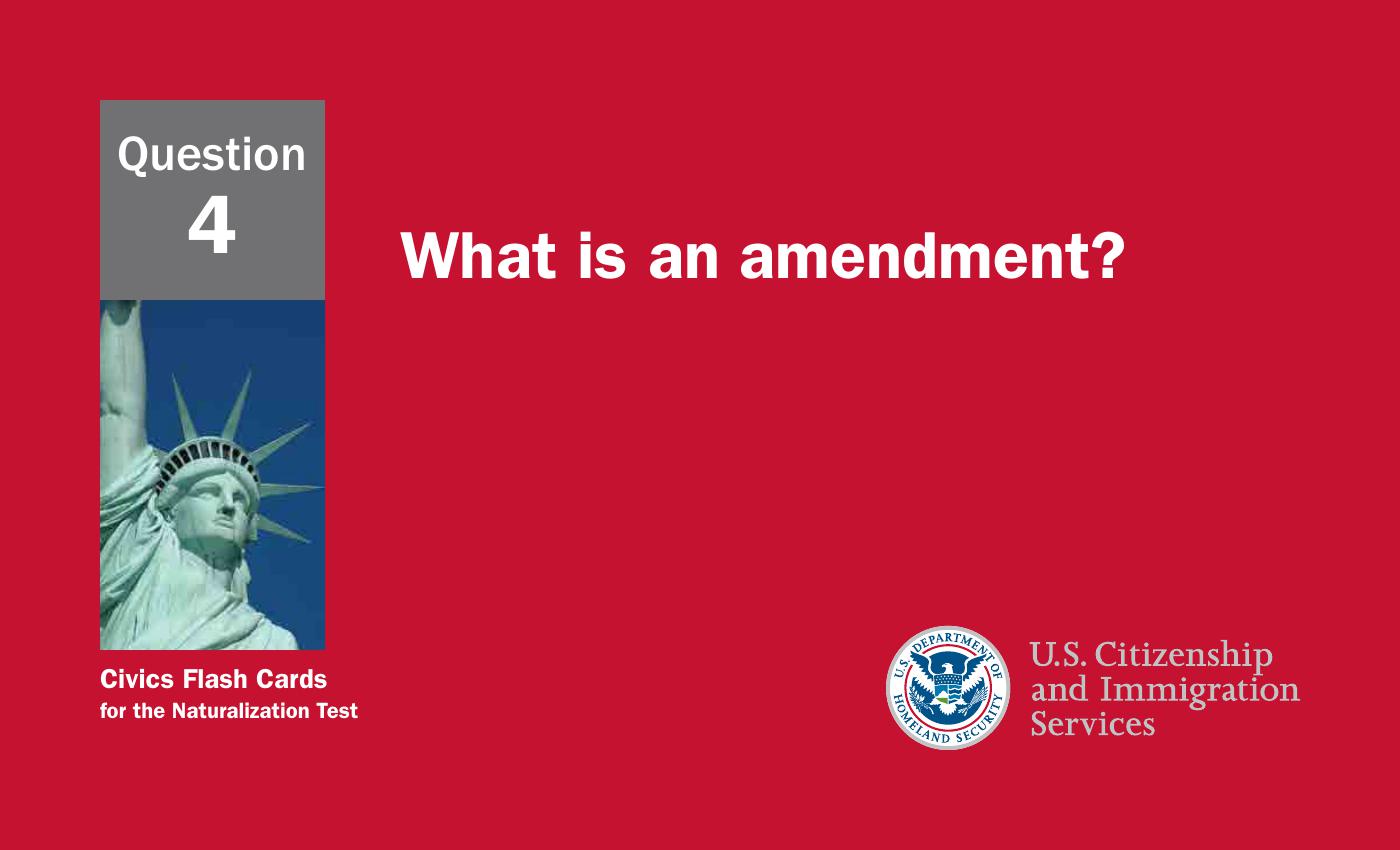 Question
4
What is an amendment?
Civics Flash Cards
for the Naturalization Test
U.S. DEPARTMENT OF
HOMELAND SECURITY
U.S. Citizenship
and Immigration
Services